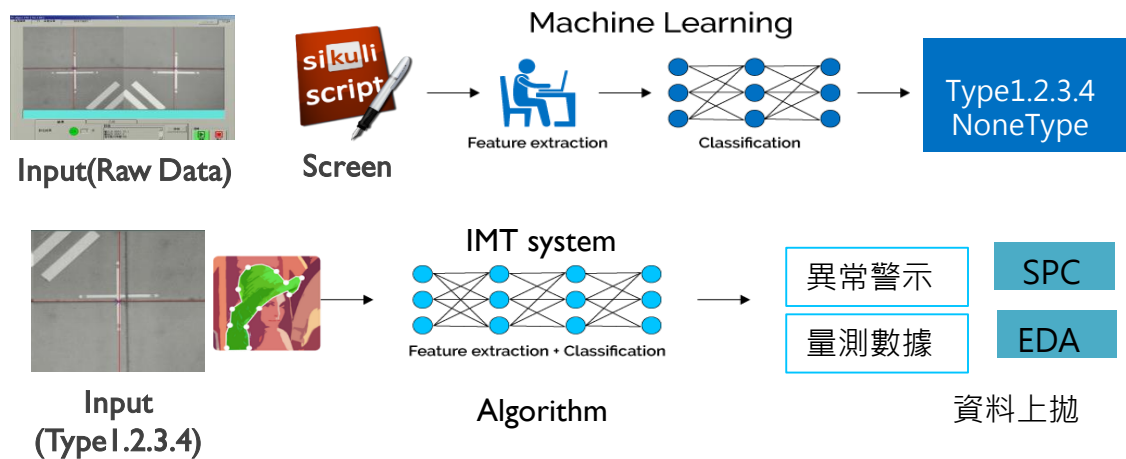 Machine Learning
sikuli
script
Feature extraction
Classification
Type1.2.3.4
NoneType
Input(Raw Data)
Screen
IMT system
Feature extraction + Classification
異常警示
SPC
量測數據
EDA
Input
(Type1.2.3.4)
Algorithm
資料上拋